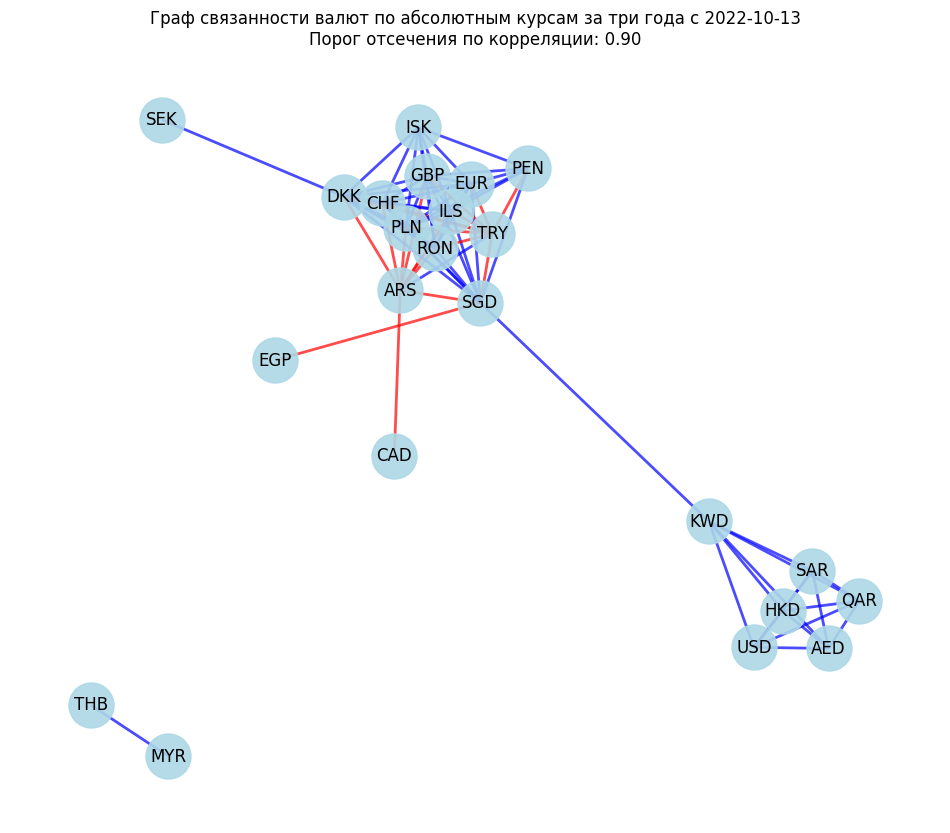 Граф связанности валют по абсолютным курсам за три года с 2022-10-13
Порог отсечения по корреляции: 0.90
SEK
ISK
PEN
GBP
EUR
DKK
CHF
ILS
PLN
TRY
RON
ARS
SGD
EGP
CAD
KWD
SAR
QAR
HKD
USD
AED
THB
MYR